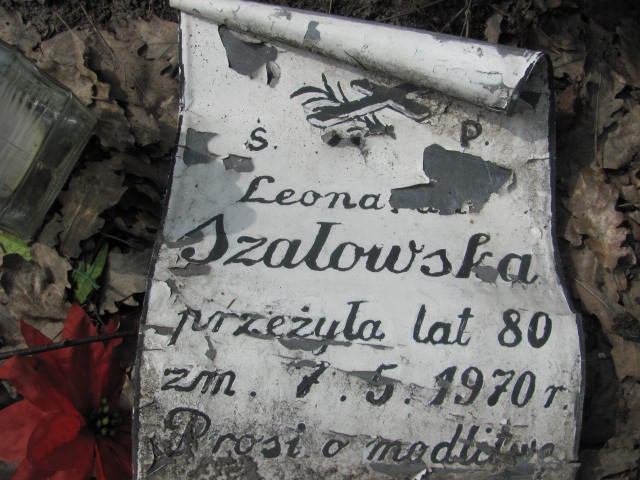 Ś. P.
Szałowska
przeżyła lat 80
zm. 7.5.1970 r.
Prosi o modlitwę